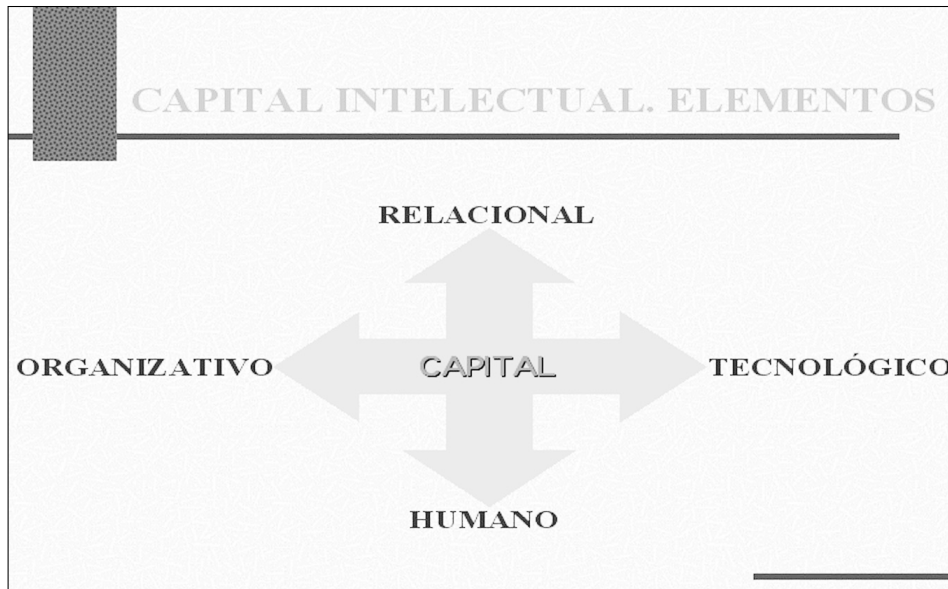 CAPITAL INTELECTUAL. ELEMENTOS
RELACIONAL
ORGANIZATIVO
CAPITAL
TECNOLÓGICO
HUMANO